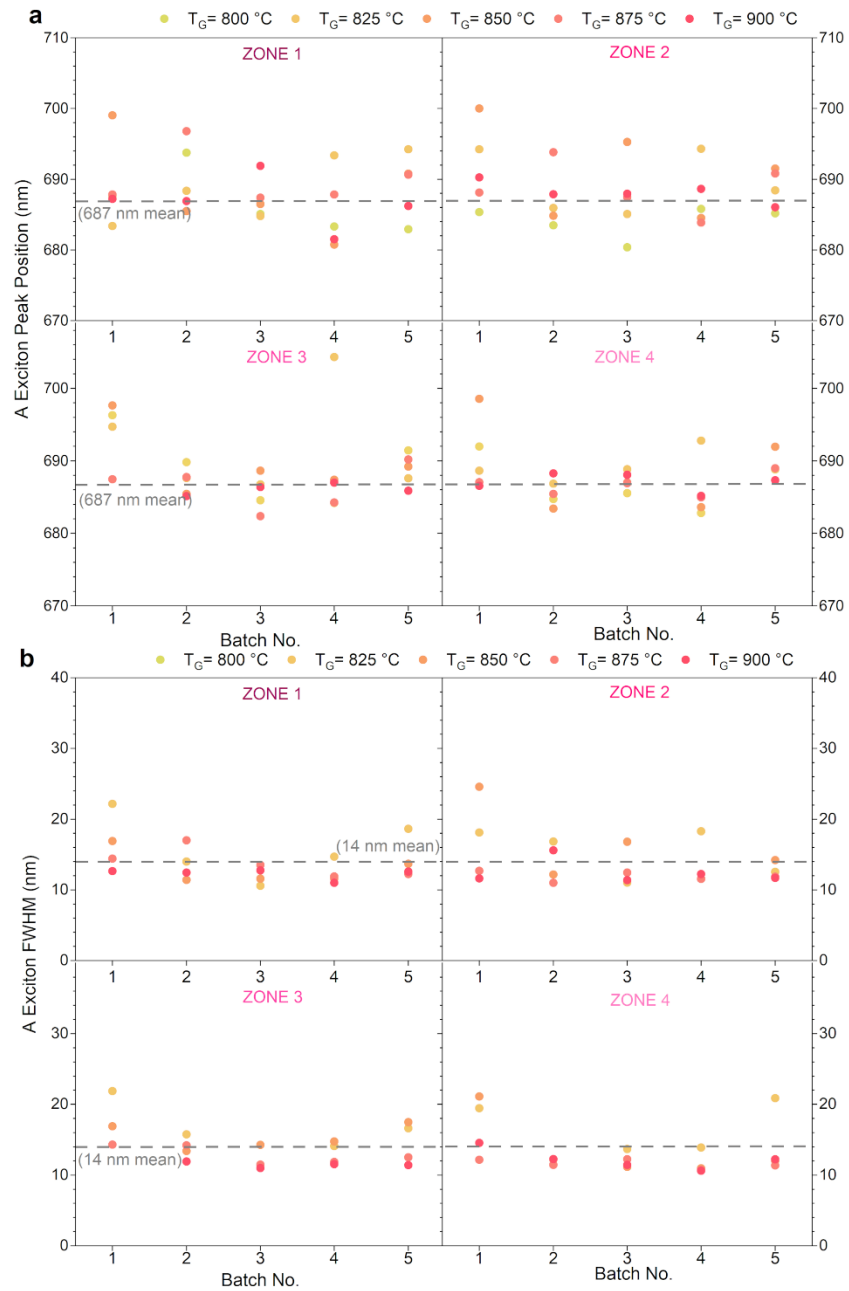 a
T_G= 800 °C T_G= 825 °C T_G= 850 °C T_G= 875 °C T_G= 900 °C
710 710
ZONE 1 ZONE 2
700 700
690 690
(687 nm mean)
680 680
670 670
1 2 3 4 5 1 2 3 4 5
ZONE 3 ZONE 4
700 700
690 690
(687 nm mean)
680 680
670 670
1 2 3 4 5 1 2 3 4 5
Batch No. Batch No.
A Exciton Peak Position (nm)
b
T_G= 800 °C T_G= 825 °C T_G= 850 °C T_G= 875 °C T_G= 900 °C
40 40
ZONE 1 ZONE 2
30 30
20 20
(14 nm mean)
10 10
0 0
1 2 3 4 5 1 2 3 4 5
ZONE 3 ZONE 4
30 30
20 20
(14 nm mean)
10 10
0 0
1 2 3 4 5 1 2 3 4 5
Batch No. Batch No.
A Exciton FWHM (nm)